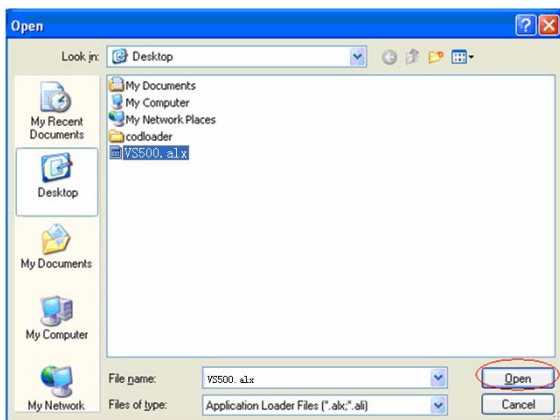 Open
Look in:
Desktop
My Recent
Documents
Desktop
My Documents
My Computer
My Network
My Documents
My Computer
My Network Places
codloader
VS500.alx
File name:
VS500.alx
Open
Files of type:
Application Loader Files (*.alx;*.ali)
Cancel